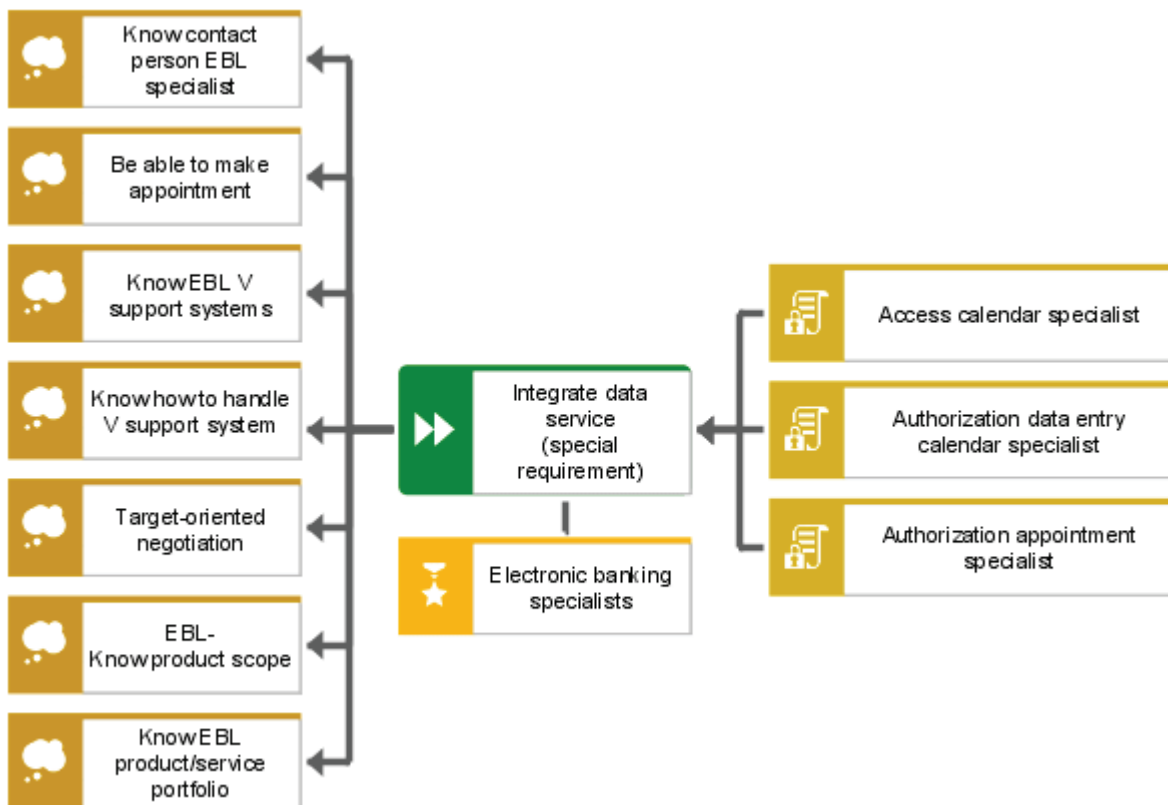 Know contact
person EBL
specialist
Be able to make
appointment
Know EBL V
support systems
Know how to handle
V support system
Target-oriented
negotiation
EBL-
Know product scope
Know EBL
product/service
portfolio
Integrate data
service
(special
requirement)
Electronic banking
specialists
Access calendar specialist
Authorization data entry
calendar specialist
Authorization appointment
specialist